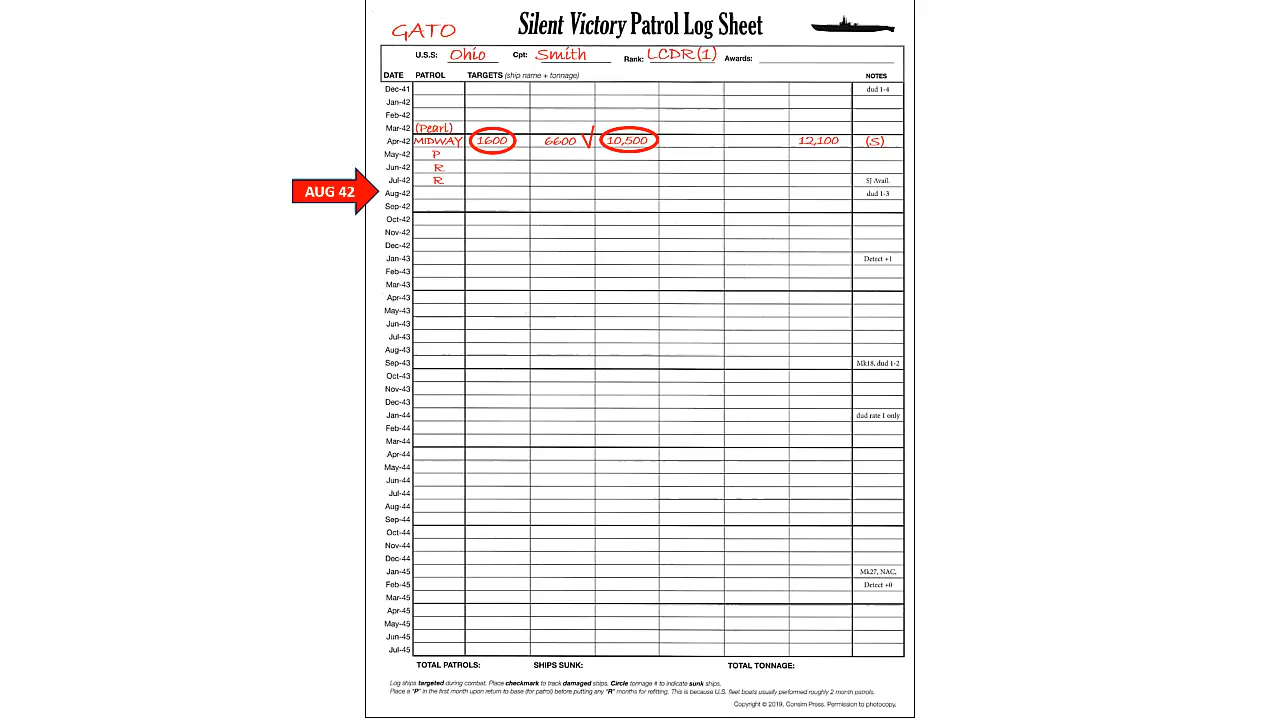 GATO
Silent Victory Patrol Log Sheet
U.S.S: Ohio Cpt: Smith Rank: LCDR(1) Awards:
DATE PATROL TARGETS (ship name + tonnage) NOTES
Dec-41 dud 1-4
Jan-42
Feb-42
Mar-42 (Pearl)
Apr-42 MIDWAY 1600 6600 √ 10,500 12,100 (S)
May-42 P
Jun-42 R
Jul-42 R SJ Avail.
AUG 42
Aug-42 dud 1-3
Sep-42
Oct-42
Nov-42
Dec-42
Jan-43 Detect +1
Feb-43
Mar-43
Apr-43
May-43
Jun-43
Jul-43
Aug-43
Sep-43 Mk18, dud 1-2
Oct-43
Nov-43
Dec-43
Jan-44 dud rate 1 only
Feb-44
Mar-44
Apr-44
May-44
Jun-44
Jul-44
Aug-44
Sep-44
Oct-44
Nov-44
Dec-44
Jan-45 Mk27, NAC,
Feb-45 Detect +0
Mar-45
Apr-45
May-45
Jun-45
Jul-45
TOTAL PATROLS: SHIPS SUNK: TOTAL TONNAGE:
Log ships targeted during combat. Place checkmark to track damaged ships. Circle tonnage # to indicate sunk ships.
Place a "P" in the first month upon return to base (for patrol) before putting any "R" months for refitting. This is because U.S. fleet boats usually performed roughly 2 month patrols.
Copyright © 2019, Consim Press. Permission to photocopy.